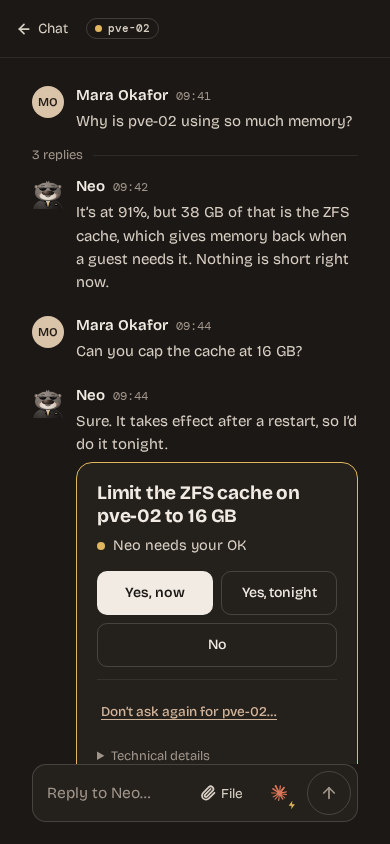 ← Chat
pve-02
MO
Mara Okafor 09:41
Why is pve-02 using so much memory?
3 replies
Neo 09:42
It's at 91%, but 38 GB of that is the ZFS
cache, which gives memory back when
a guest needs it. Nothing is short right
now.
MO
Mara Okafor 09:44
Can you cap the cache at 16 GB?
Neo 09:44
Sure. It takes effect after a restart, so I'd
do it tonight.
Limit the ZFS cache on
pve-02 to 16 GB
Neo needs your OK
Yes, now
Yes, tonight
No
Don't ask again for pve-02…
Technical details
Reply to Neo…
File